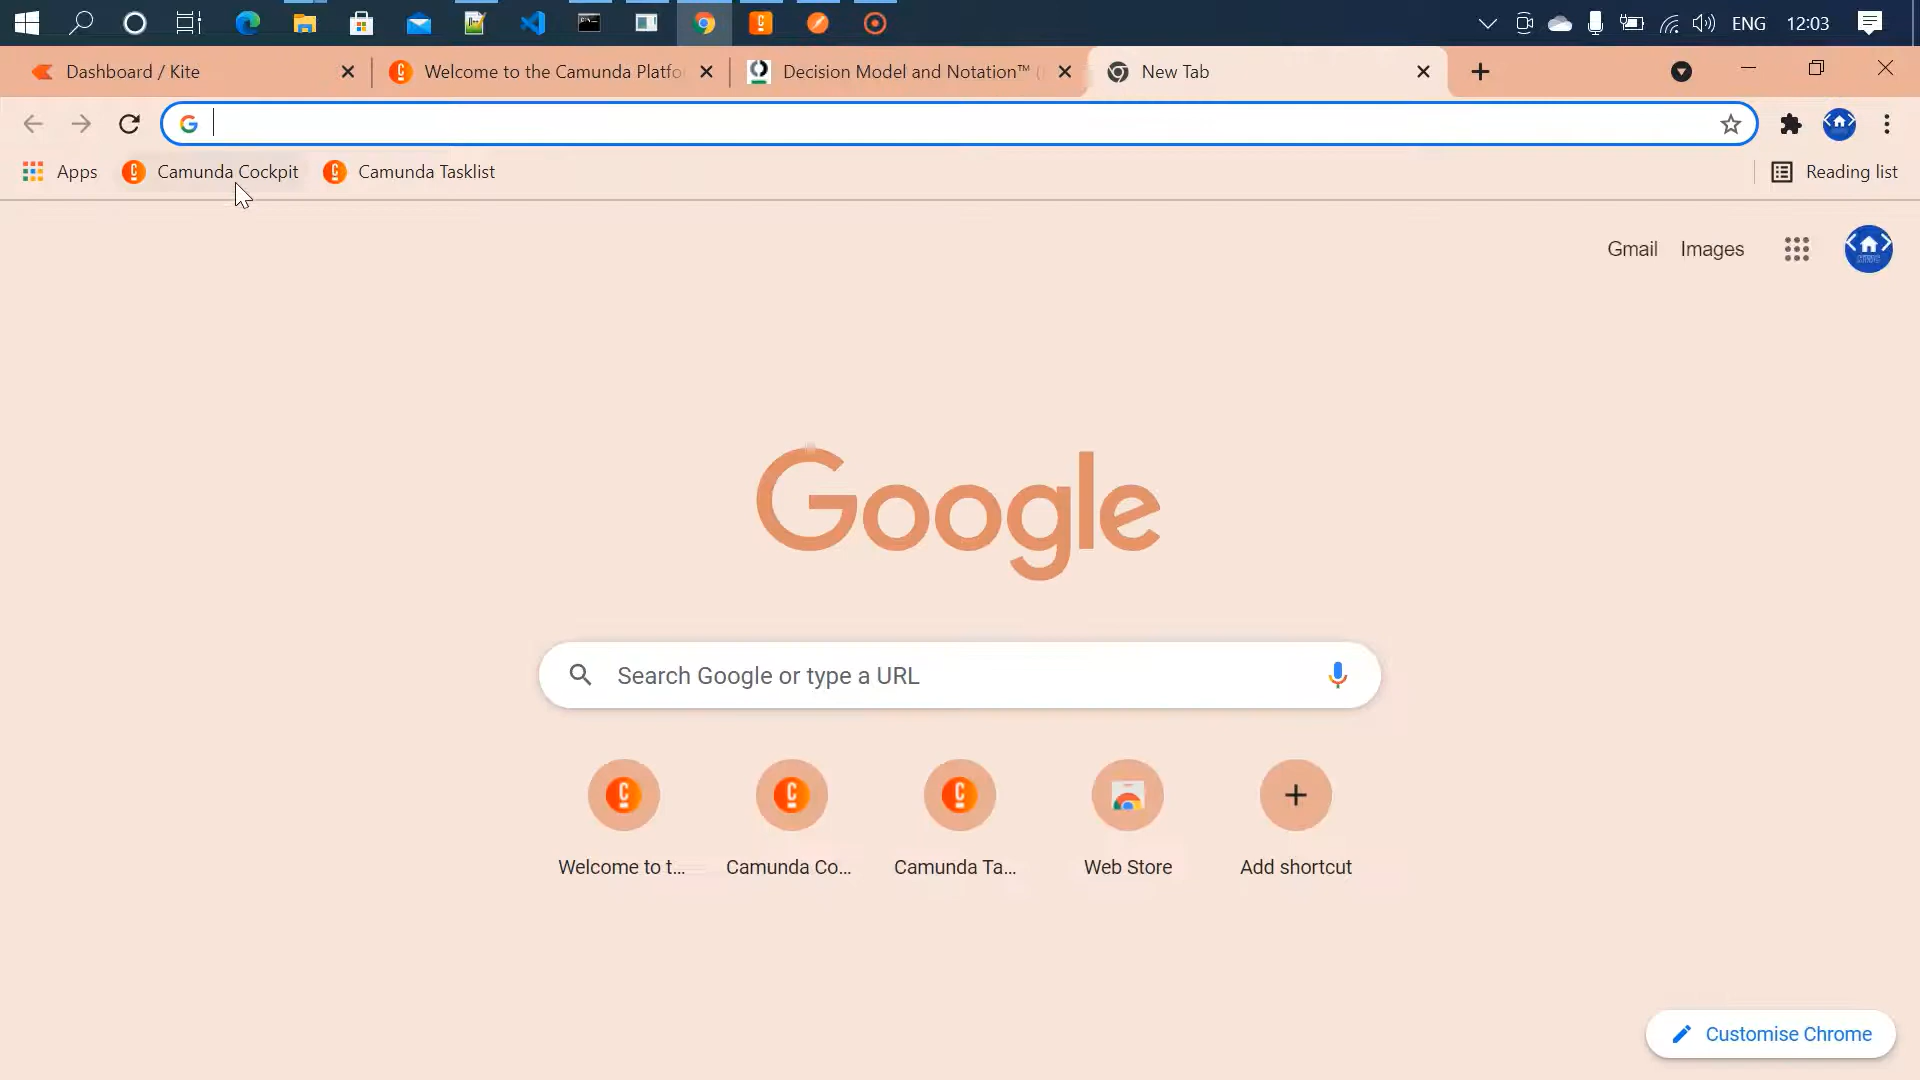 ENG 12:03
Dashboard / Kite
Welcome to the Camunda Platfo
Decision Model and Notation™ (
New Tab
Apps
Camunda Cockpit
Camunda Tasklist
Reading list
Gmail Images
Google
Search Google or type a URL
Welcome to t...
Camunda Co...
Camunda Ta...
Web Store
Add shortcut
Customise Chrome